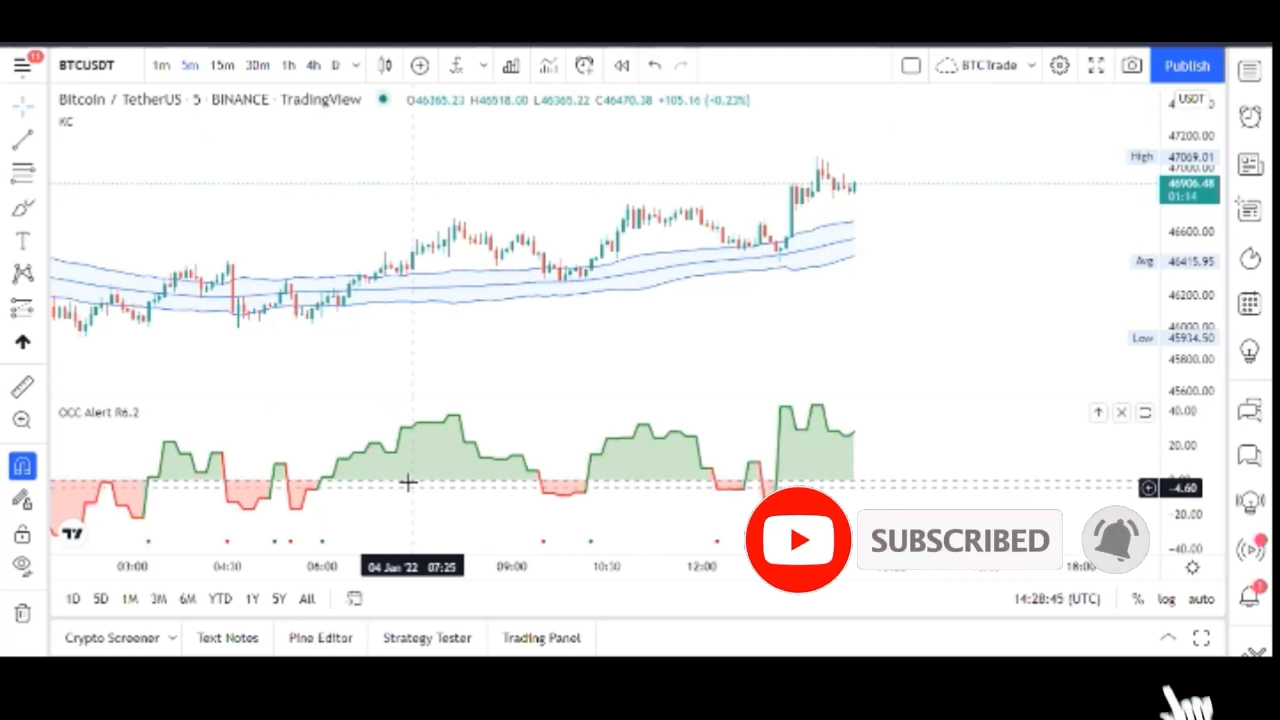 11
BTCUSDT 1m 5m 15m 30m 1h 4h D BTCTrade Publish
Bitcoin / TetherUS · 5 · BINANCE · TradingView O46365.23 H46518.00 L46365.22 C46470.38 +105.16 (+0.23%) USDT
KC
47200.00
High 47069.01
47000.00
46906.48
01:14
46600.00
Avg 46415.95
46200.00
46000.00
Low 45934.50
45800.00
45600.00
OCC Alert R6.2 40.00
20.00
-4.60
-20.00
SUBSCRIBED
-40.00
03:00 04:30 06:00 04 Jan '22 07:25 09:00 10:30 12:00 18:00
1D 5D 1M 3M 6M YTD 1Y 5Y All 14:28:45 (UTC) % log auto
Crypto Screener Text Notes Pine Editor Strategy Tester Trading Panel